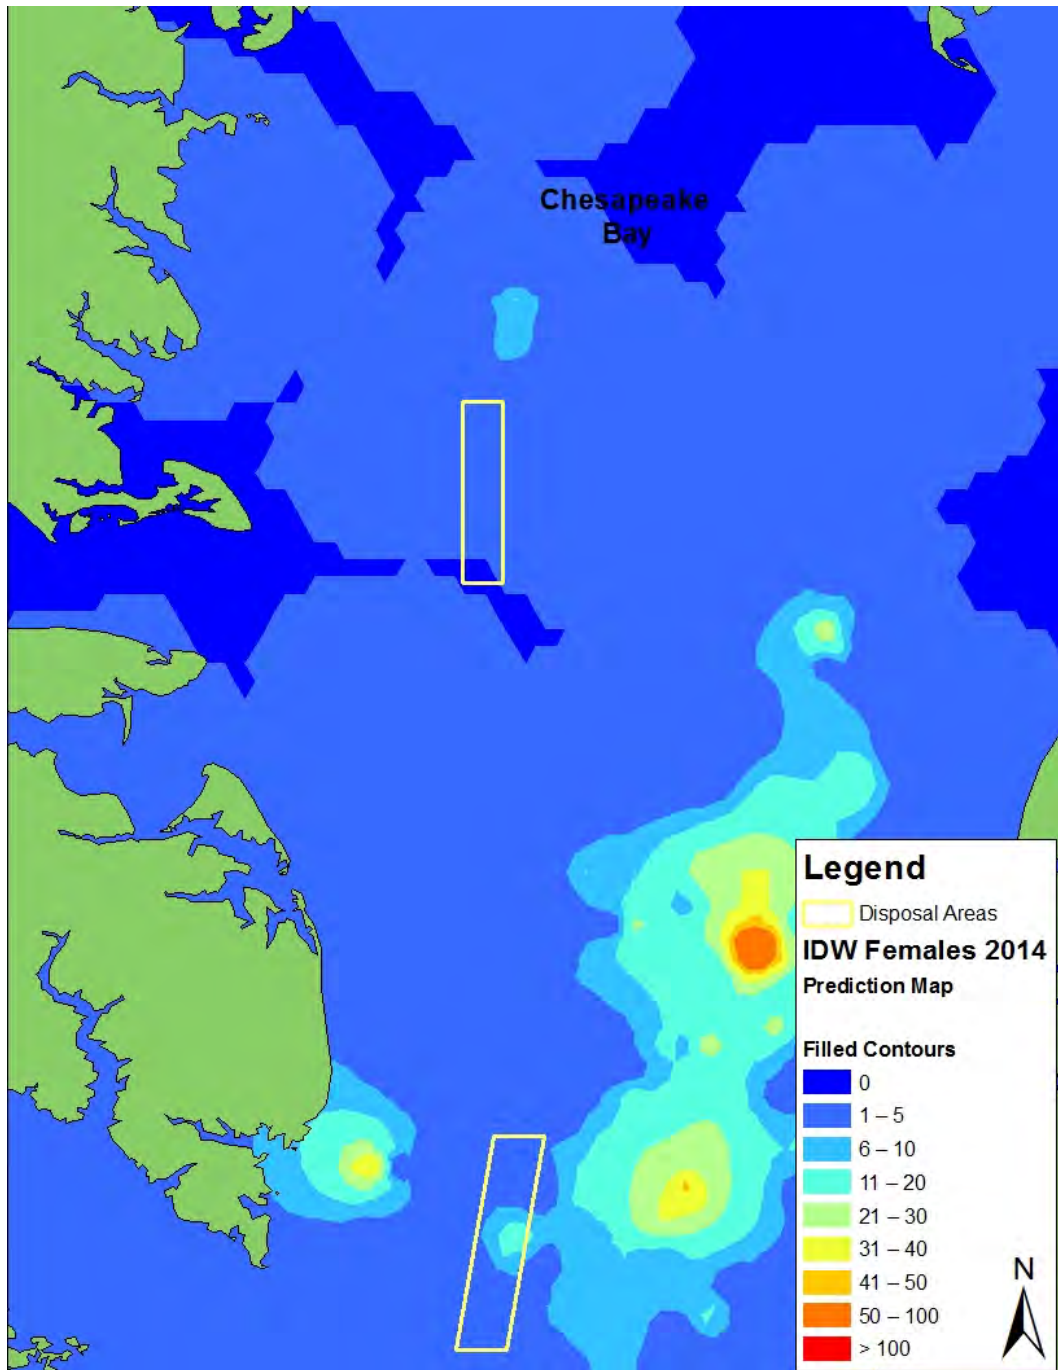 Chesapeake
Bay
Legend
Disposal Areas
IDW Females 2014
Prediction Map
Filled Contours
0
1 – 5
6 – 10
11 – 20
21 – 30
31 – 40
41 – 50
50 – 100
> 100
N